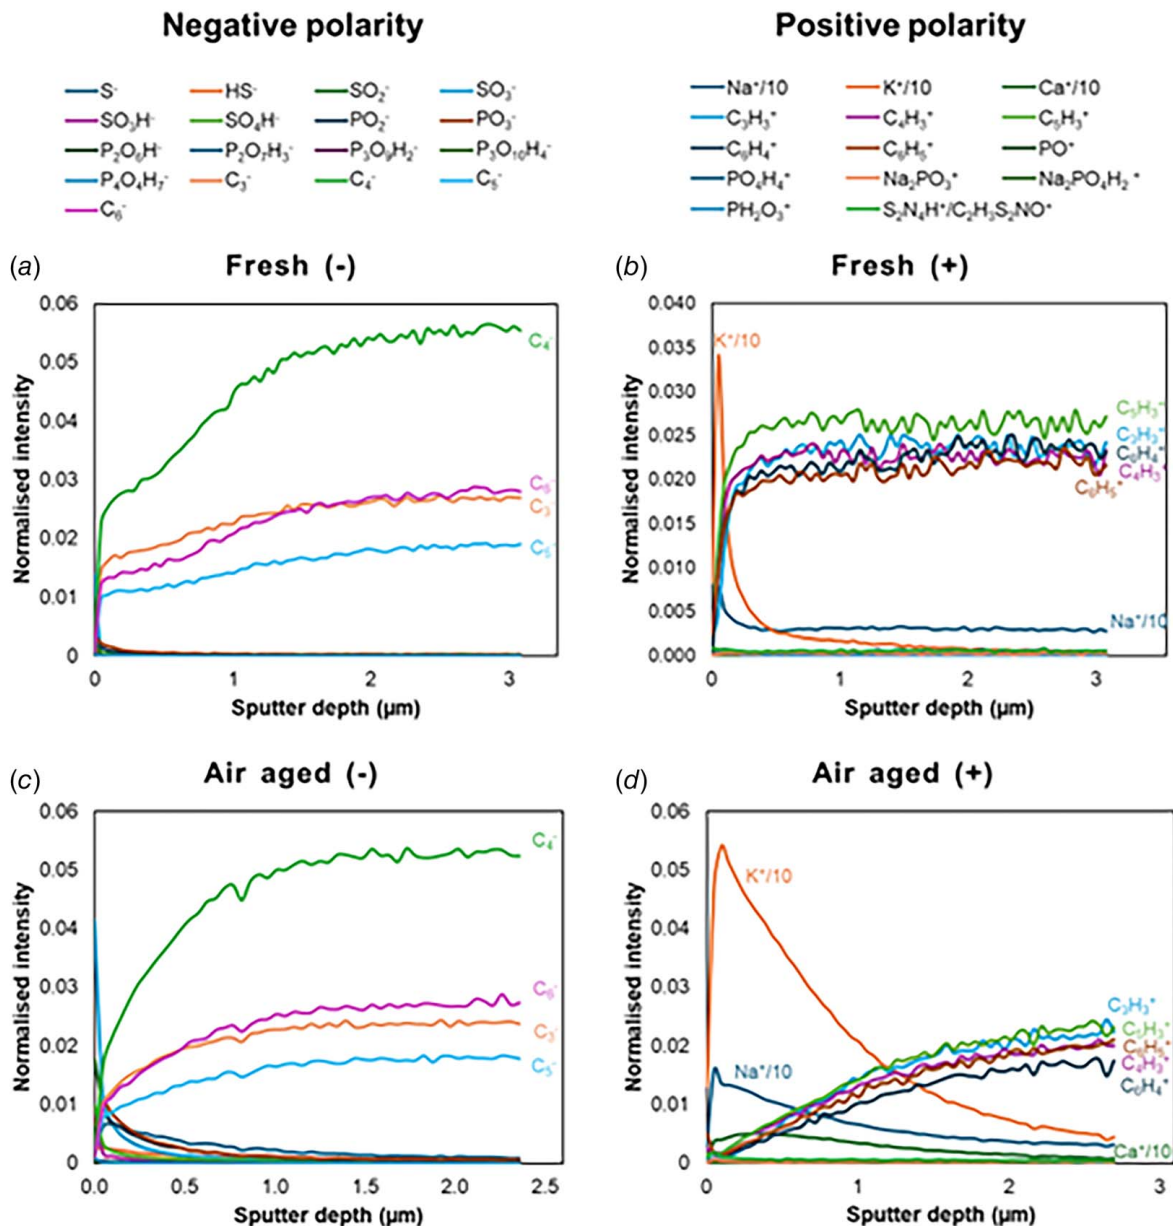 Negative polarity Positive polarity
S⁻ HS⁻ SO₂⁻ SO₃⁻ Na⁺/10 K⁺/10 Ca⁺/10
SO₃H⁻ SO₄H⁻ PO₂⁻ PO₃⁻ C₃H₃⁺ C₄H₃⁺ C₅H₃⁺
P₂O₆H⁻ P₂O₇H₃⁻ P₃O₉H₂⁻ P₃O₁₀H₄⁻ C₆H₄⁺ C₆H₅⁺ PO⁺
P₄O₄H₇⁻ C₃⁻ C₄⁻ C₅⁻ PO₄H₄⁺ Na₂PO₃⁺ Na₂PO₄H₂⁺
C₆⁻ PH₂O₃⁺ S₂N₄H⁺/C₂H₃S₂NO⁺
(a) Fresh (-)
0.06
0.05
0.04
0.03
0.02
0.01
0
Normalised intensity
C₄⁻
C₆⁻
C₃⁻
C₅⁻
0 1 2 3
Sputter depth (µm)
(b) Fresh (+)
0.040
0.035
0.030
0.025
0.020
0.015
0.010
0.005
0.000
Normalised intensity
K⁺/10
C₅H₃⁺
C₃H₃⁺
C₆H₄⁺
C₄H₃⁺
C₆H₅⁺
Na⁺/10
0 1 2 3
Sputter depth (µm)
(c) Air aged (-)
0.06
0.05
0.04
0.03
0.02
0.01
0
Normalised intensity
C₄⁻
C₆⁻
C₃⁻
C₅⁻
0.0 0.5 1.0 1.5 2.0 2.5
Sputter depth (µm)
(d) Air aged (+)
0.06
0.05
0.04
0.03
0.02
0.01
0
Normalised intensity
K⁺/10
Na⁺/10
C₃H₃⁺
C₅H₃⁺
C₆H₅⁺
C₄H₃⁺
C₆H₄⁺
Ca⁺/10
0 1 2 3
Sputter depth (µm)